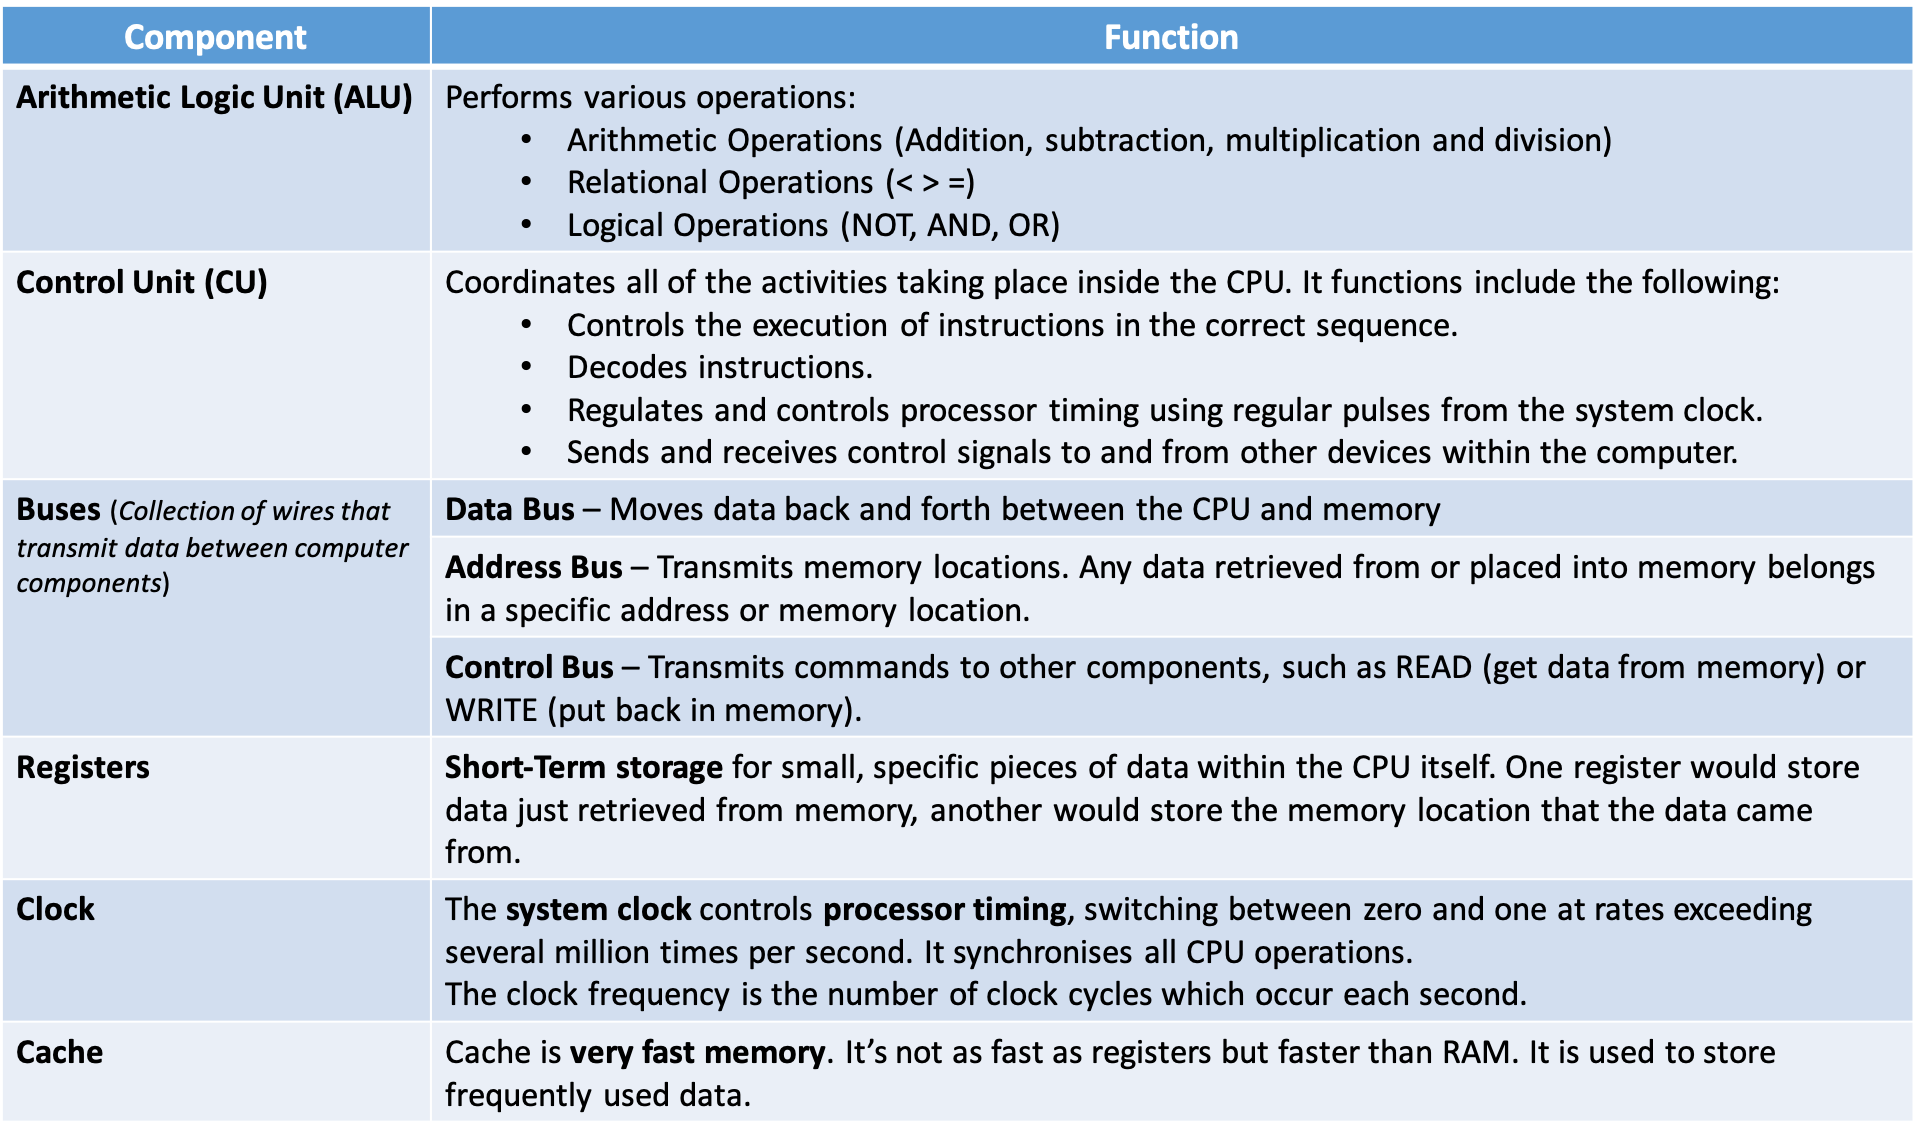 Component
Function
Arithmetic Logic Unit (ALU)
Performs various operations:
• Arithmetic Operations (Addition, subtraction, multiplication and division)
• Relational Operations (< > =)
• Logical Operations (NOT, AND, OR)
Control Unit (CU)
Coordinates all of the activities taking place inside the CPU. It functions include the following:
• Controls the execution of instructions in the correct sequence.
• Decodes instructions.
• Regulates and controls processor timing using regular pulses from the system clock.
• Sends and receives control signals to and from other devices within the computer.
Buses (Collection of wires that
transmit data between computer
components)
Data Bus – Moves data back and forth between the CPU and memory
Address Bus – Transmits memory locations. Any data retrieved from or placed into memory belongs
in a specific address or memory location.
Control Bus – Transmits commands to other components, such as READ (get data from memory) or
WRITE (put back in memory).
Registers
Short-Term storage for small, specific pieces of data within the CPU itself. One register would store
data just retrieved from memory, another would store the memory location that the data came
from.
Clock
The system clock controls processor timing, switching between zero and one at rates exceeding
several million times per second. It synchronises all CPU operations.
The clock frequency is the number of clock cycles which occur each second.
Cache
Cache is very fast memory. It’s not as fast as registers but faster than RAM. It is used to store
frequently used data.